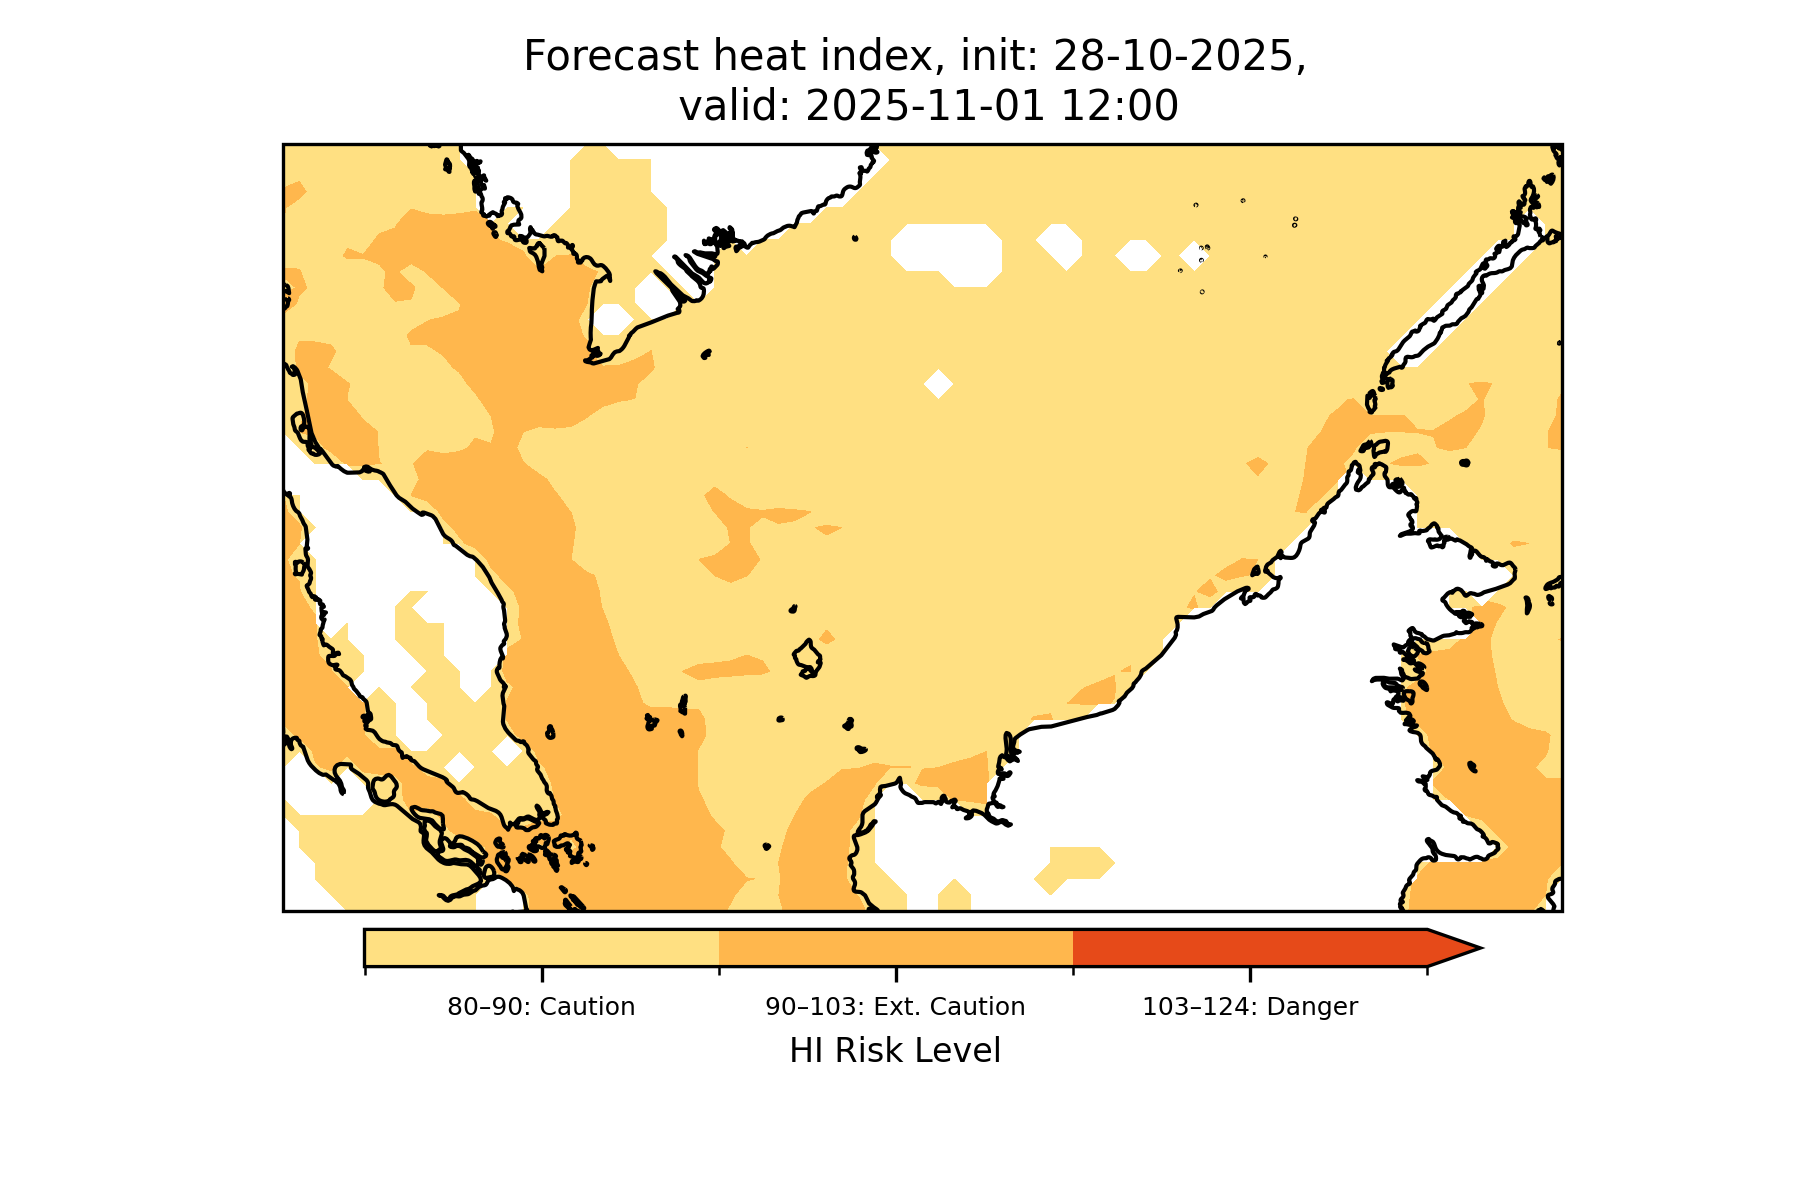 Forecast heat index, init: 28-10-2025,
valid: 2025-11-01 12:00
80–90: Caution
90–103: Ext. Caution
103–124: Danger
HI Risk Level